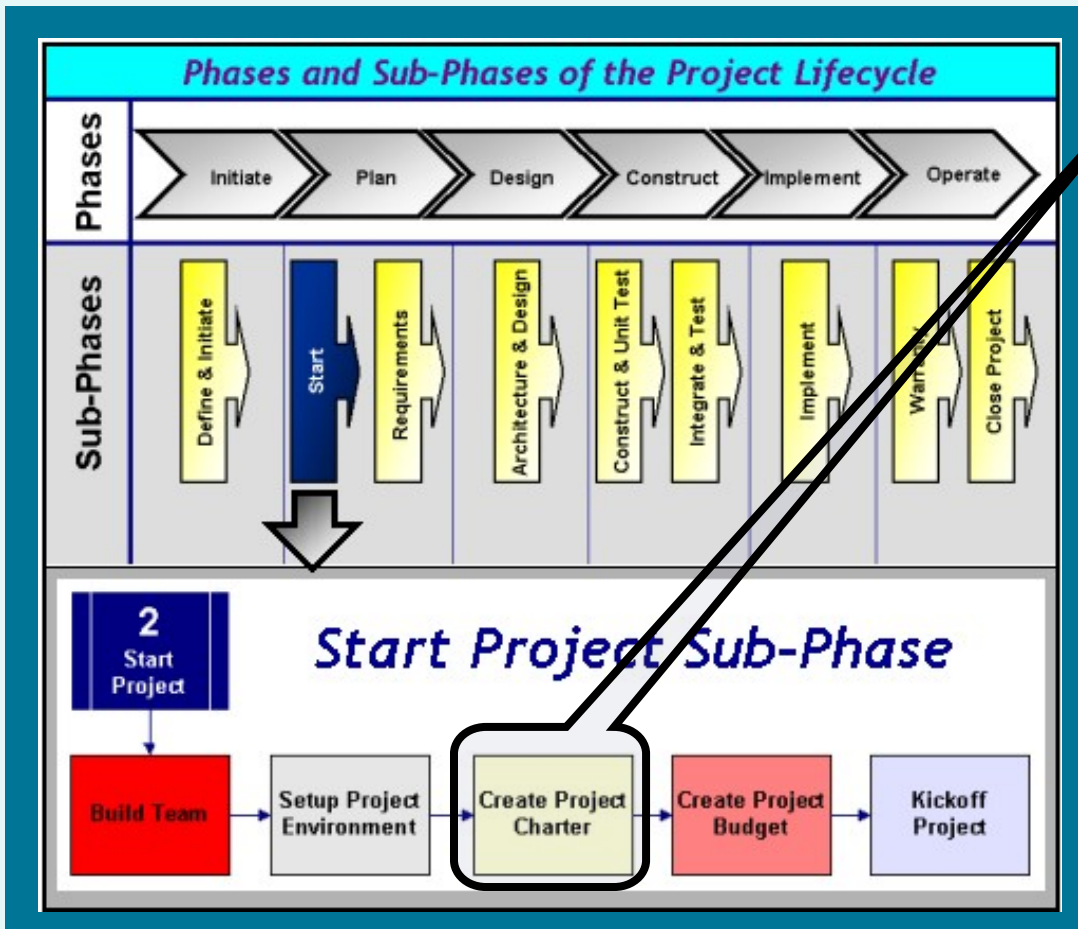 Phases and Sub-Phases of the Project Lifecycle
Phases
Initiate
Plan
Design
Construct
Implement
Operate
Sub-Phases
Define & Initiate
Start
Requirements
Architecture & Design
Construct & Unit Test
Integrate & Test
Implement
Warranty
Close Project
2
Start
Project
Start Project Sub-Phase
Build Team
Setup Project
Environment
Create Project
Charter
Create Project
Budget
Kickoff
Project